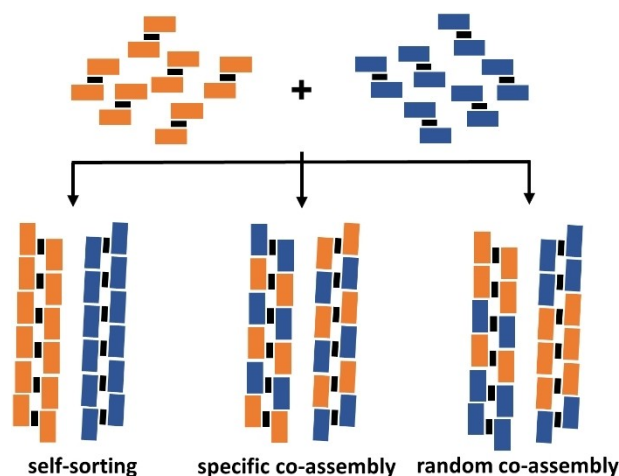 +
self-sorting
specific co-assembly
random co-assembly